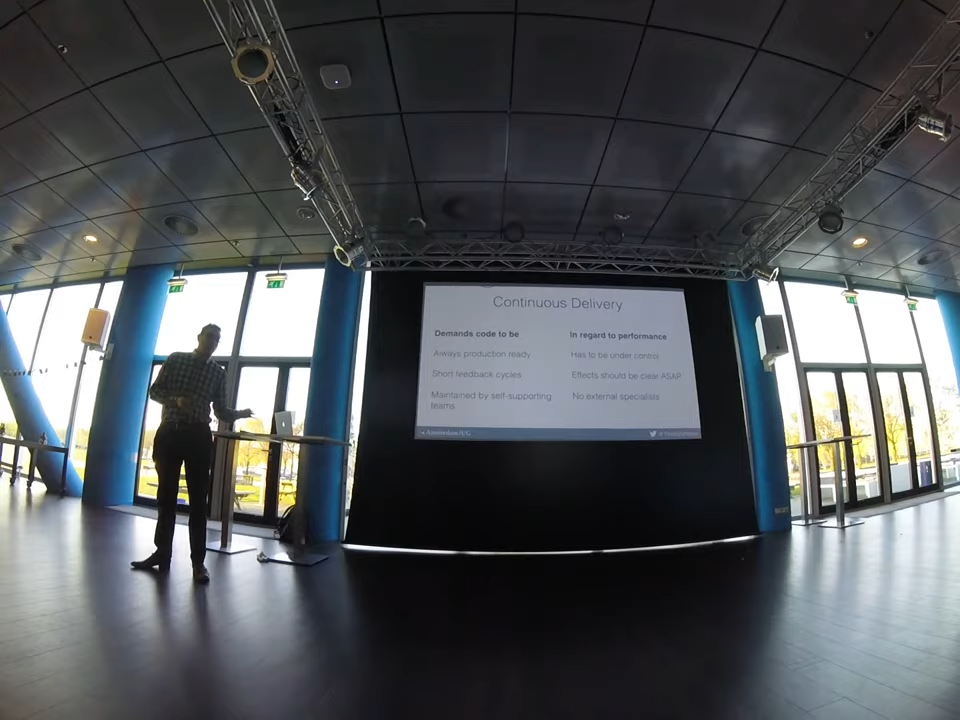 Continuous Delivery
Demands code to be
Always production ready
Short feedback cycles
Maintained by self-supporting
teams
In regard to performance
Has to be under control
Effects should be clear ASAP
No external specialists
AmsterdamJUG